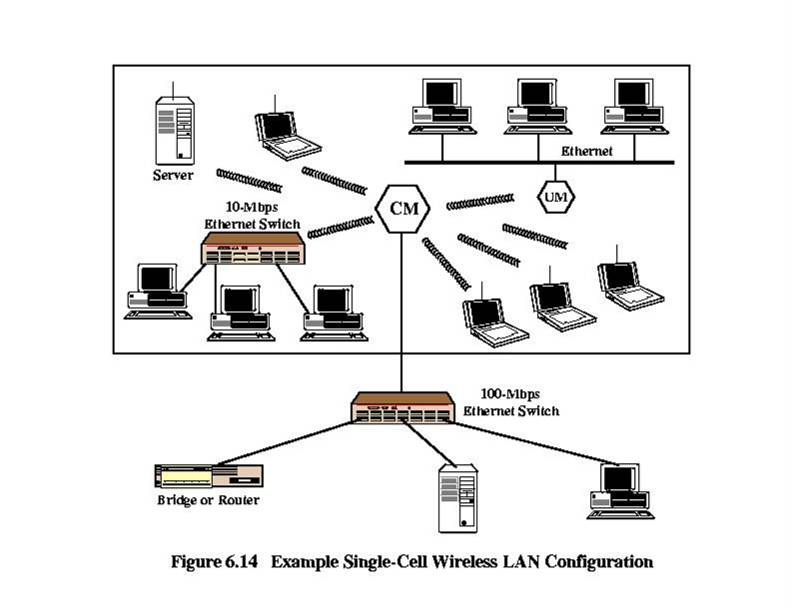 Ethernet
Server
CM
UM
10-Mbps
Ethernet Switch
100-Mbps
Ethernet Switch
Bridge or Router
Figure 6.14 Example Single-Cell Wireless LAN Configuration